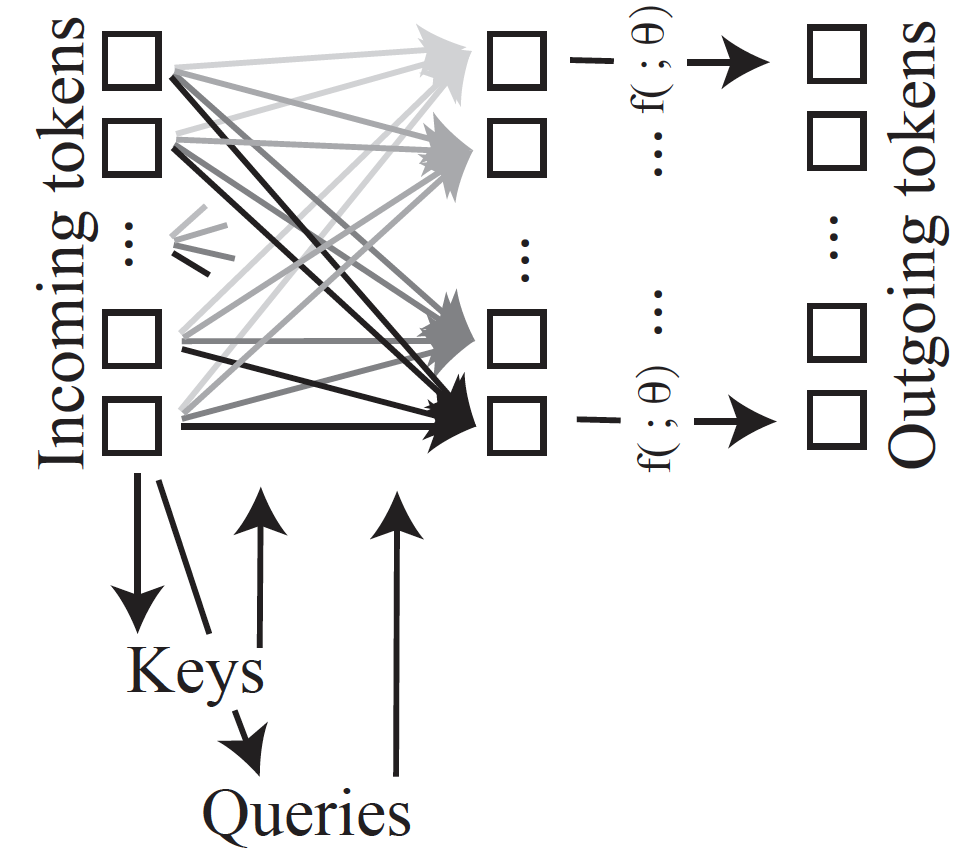 Incoming tokens
...
...
f( ; θ)
...
...
f( ; θ)
...
Outgoing tokens
Keys
Queries